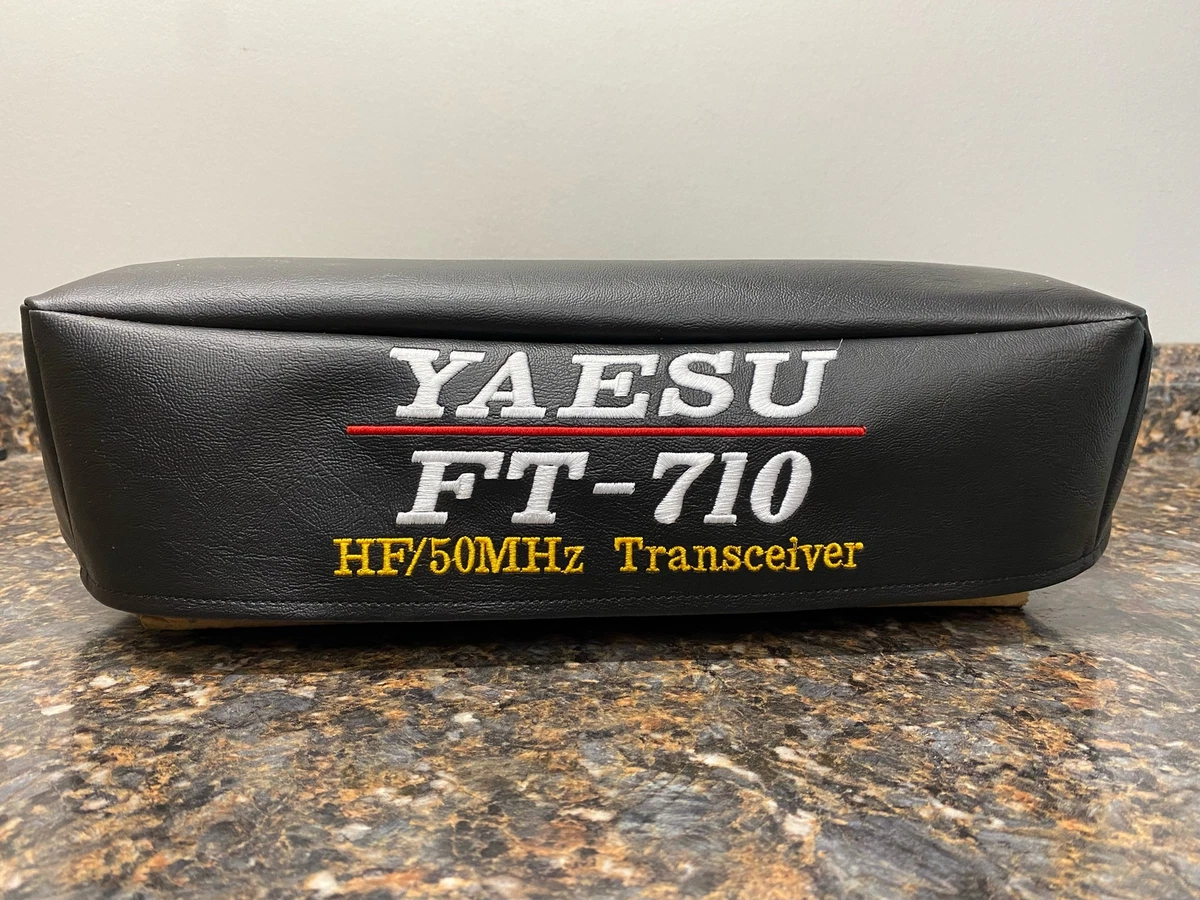 YAESU
FT-710
HF/50MHz Transceiver